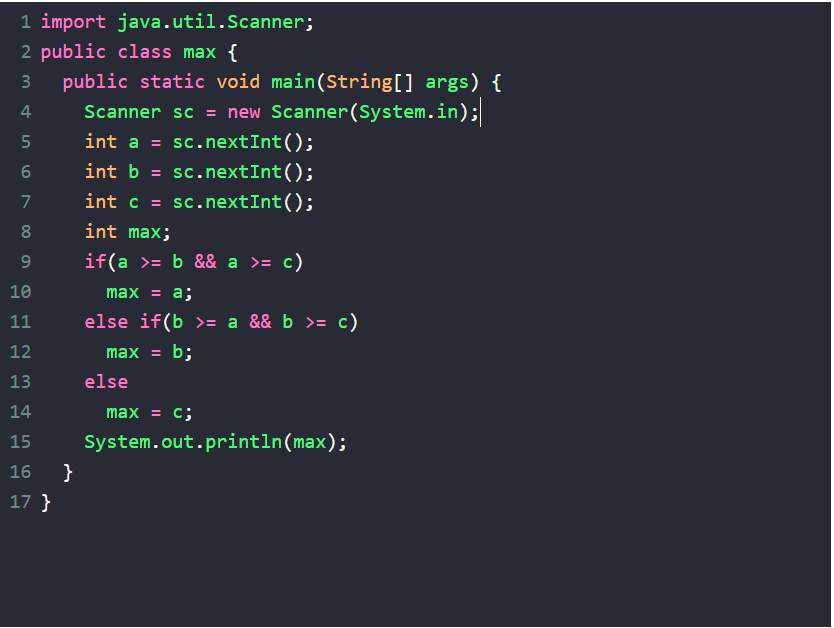 1 import java.util.Scanner;
2 public class max {
3   public static void main(String[] args) {
4     Scanner sc = new Scanner(System.in);
5     int a = sc.nextInt();
6     int b = sc.nextInt();
7     int c = sc.nextInt();
8     int max;
9     if(a >= b && a >= c)
10       max = a;
11     else if(b >= a && b >= c)
12       max = b;
13     else
14       max = c;
15     System.out.println(max);
16   }
17 }